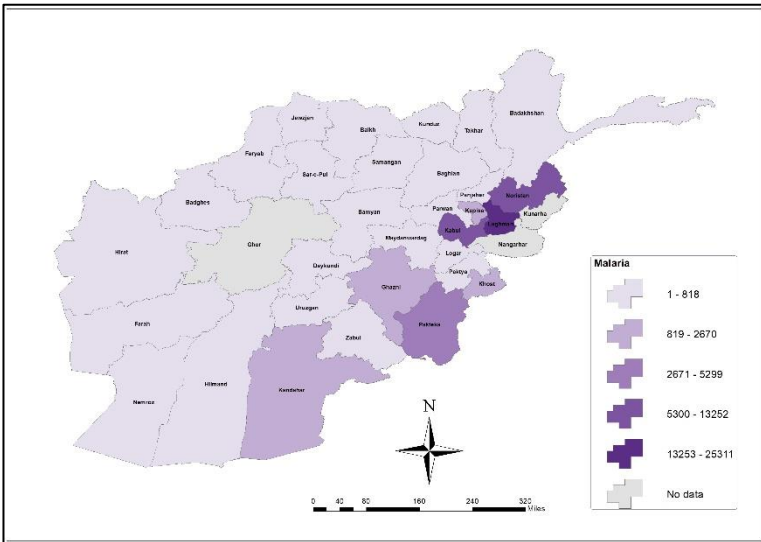 Jowzjan
Balkh
Kunduz
Takhar
Badakhshan
Faryab
Samangan
Baghlan
Sar-e-Pul
Badghes
Panjsher
Nuristan
Hirat
Bamyan
Parwan
Kapisa
Kunarha
Kabul
Laghman
Ghor
Maydanwardag
Nangarhar
Logar
Daykundi
Paktya
Ghazni
Khost
Uruzgan
Farah
Paktika
Zabul
Nemroz
Hilmand
Kandahar
Malaria
1 - 818
819 - 2670
2671 - 5299
5300 - 13252
13253 - 25311
No data
N
0 40 80 160 240 320
Miles